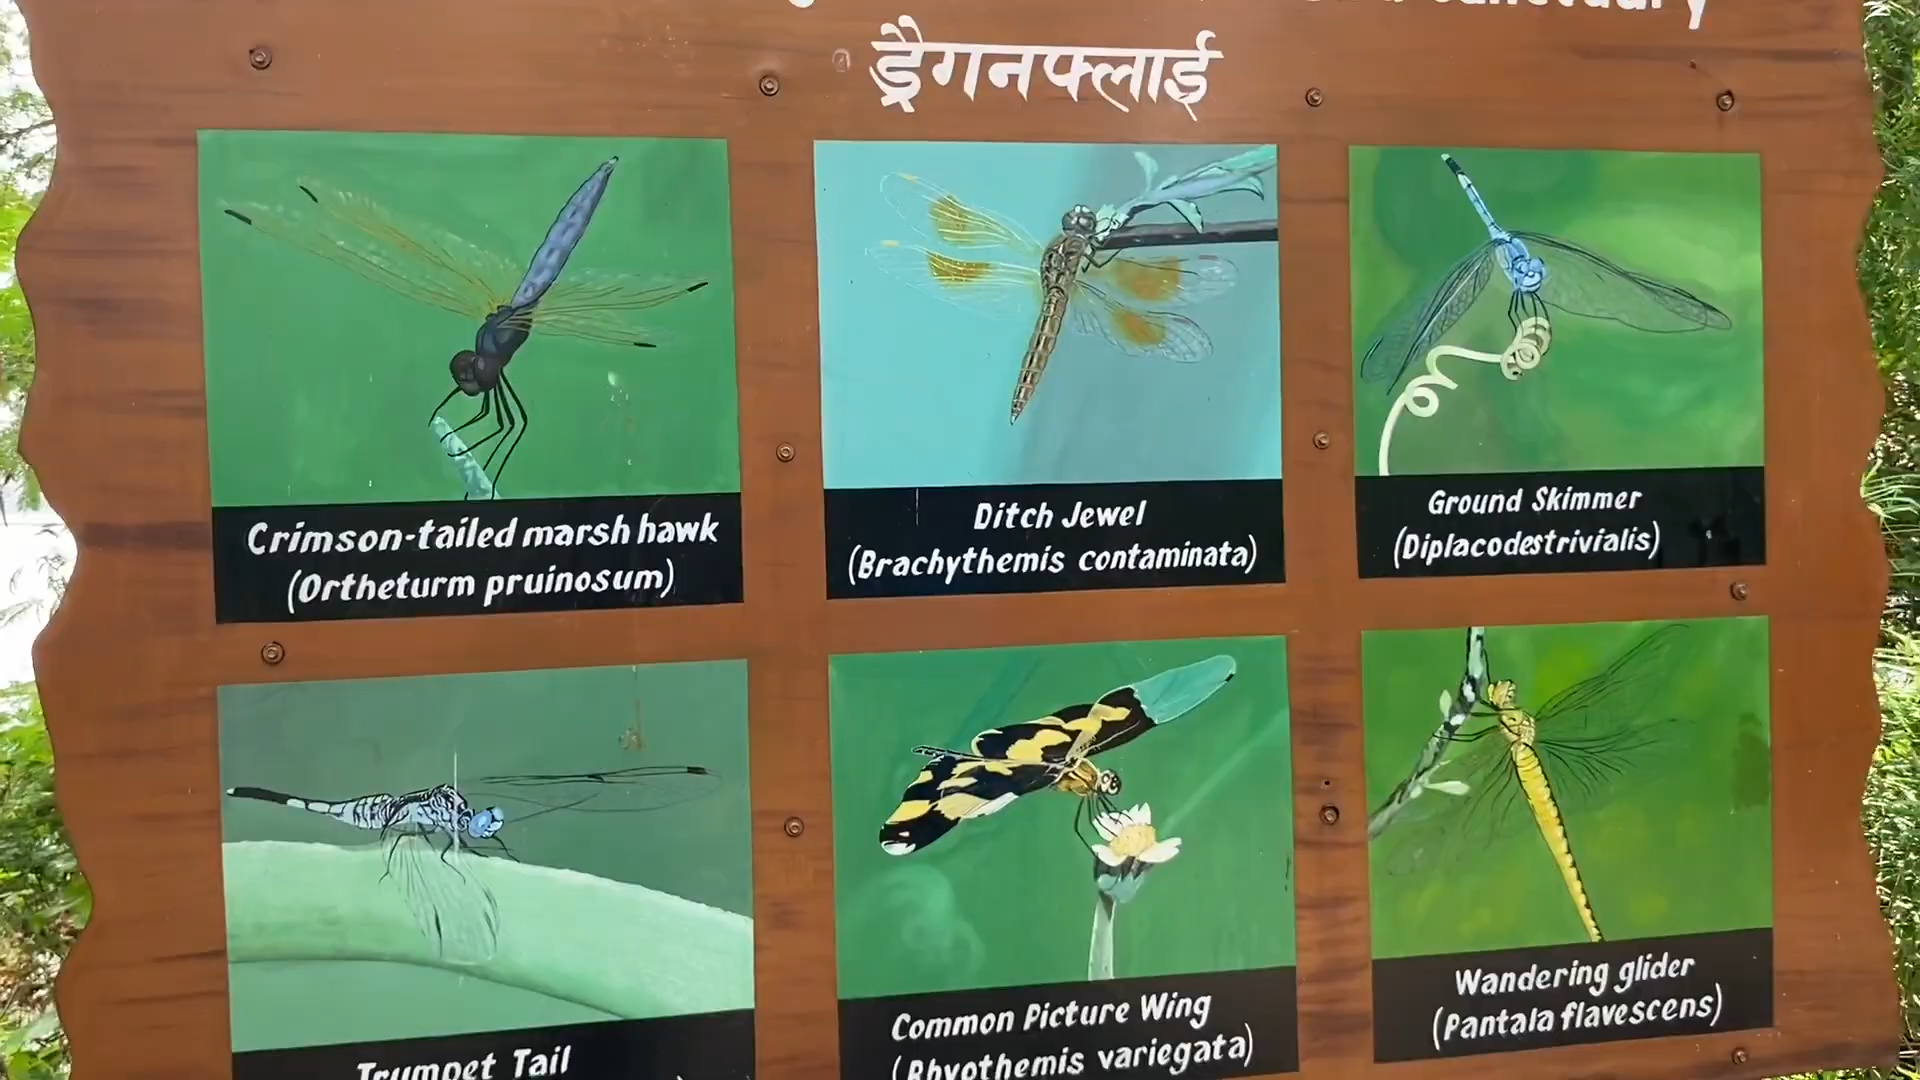 sanctuary
ड्रैगनफ्लाई
Crimson-tailed marsh hawk
(Ortheturm pruinosum)
Ditch Jewel
(Brachythemis contaminata)
Ground Skimmer
(Diplacodestrivialis)
Trumpet Tail
Common Picture Wing
(Rhyothemis variegata)
Wandering glider
(Pantala flavescens)